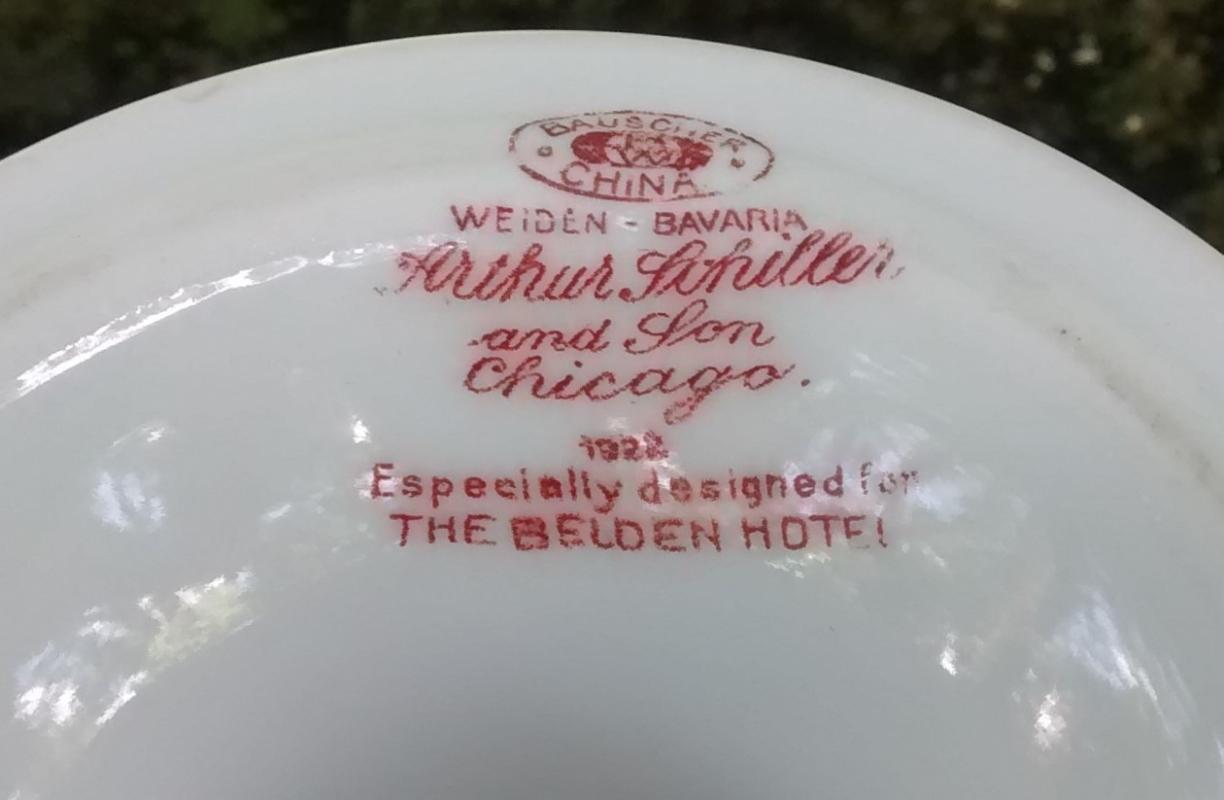 BAUSCHER
CHINA
WEIDEN - BAVARIA
Arthur Schiller
and Son
Chicago.
Especially designed for
THE BELDEN HOTEL